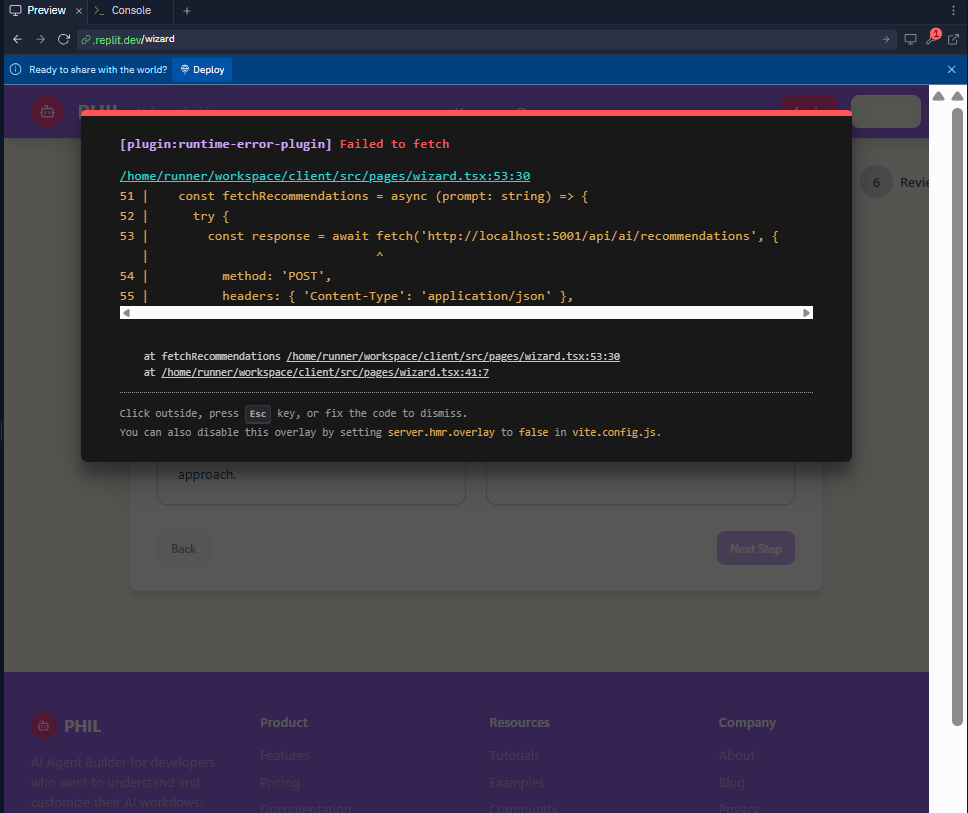 Preview
Console
.replit.dev/wizard
1
Ready to share with the world?
Deploy
PHIL
6
[plugin:runtime-error-plugin] Failed to fetch
/home/runner/workspace/client/src/pages/wizard.tsx:53:30
51 |    const fetchRecommendations = async (prompt: string) => {
52 |      try {
53 |        const response = await fetch('http://localhost:5001/api/ai/recommendations', {
   |                               ^
54 |          method: 'POST',
55 |          headers: { 'Content-Type': 'application/json' },
at fetchRecommendations /home/runner/workspace/client/src/pages/wizard.tsx:53:30
at /home/runner/workspace/client/src/pages/wizard.tsx:41:7
Click outside, press Esc key, or fix the code to dismiss.
You can also disable this overlay by setting server.hmr.overlay to false in vite.config.js.
approach.
Back
Next Step
PHIL
Product
Resources
Company
AI Agent Builder for developers
who want to understand and
customize their AI workflows.
Features
Tutorials
About
Pricing
Examples
Blog
Documentation
Community
Privacy